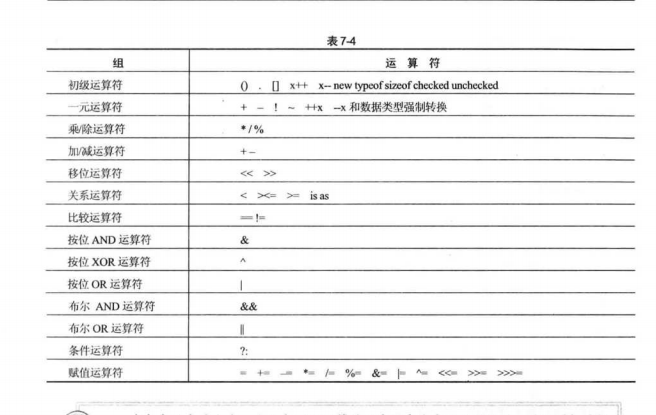 表7-4
组 运 算 符
初级运算符 () . [] x++ x-- new typeof sizeof checked unchecked
一元运算符 + - ! ~ ++x --x 和数据类型强制转换
乘/除运算符 * / %
加/减运算符 + -
移位运算符 << >>
关系运算符 < ><= >= is as
比较运算符 == !=
按位 AND 运算符 &
按位 XOR 运算符 ^
按位 OR 运算符 |
布尔 AND 运算符 &&
布尔 OR 运算符 ||
条件运算符 ?:
赋值运算符 = += -= *= /= %= &= |= ^= <<= >>= >>>=